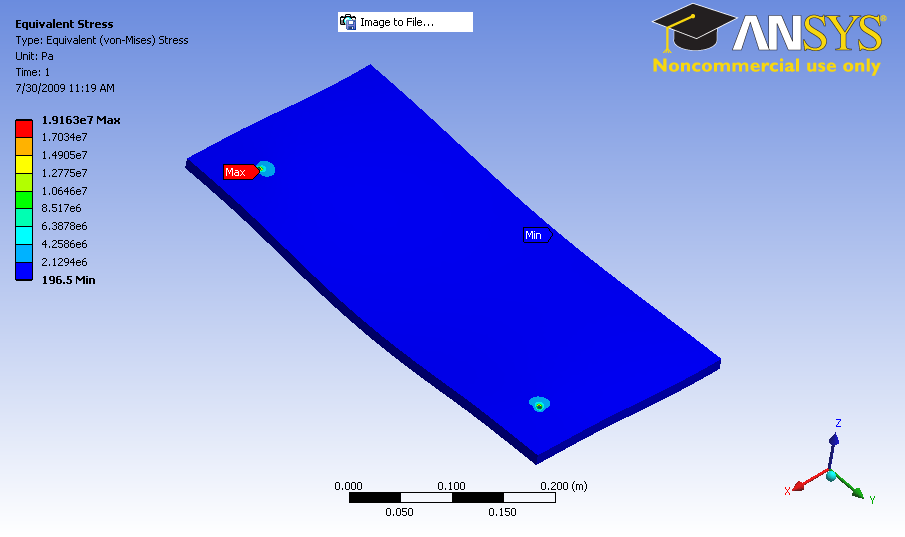 Equivalent Stress
Type: Equivalent (von-Mises) Stress
Unit: Pa
Time: 1
7/30/2009 11:19 AM
Image to File...
ANSYS®
Noncommercial use only
1.9163e7 Max
1.7034e7
1.4905e7
1.2775e7
1.0646e7
8.517e6
6.3878e6
4.2586e6
2.1294e6
196.5 Min
Max
Min
0.000 0.100 0.200 (m)
0.050 0.150
Z
X
Y